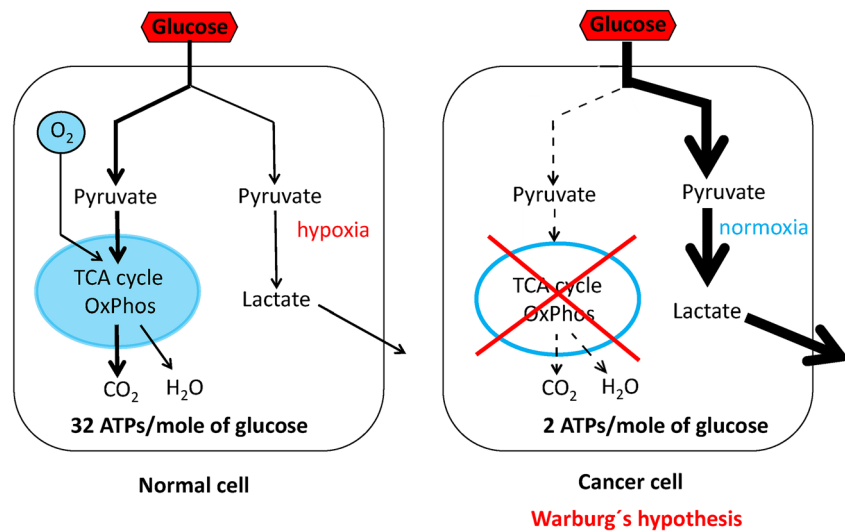 Glucose
O₂
Pyruvate
Pyruvate
hypoxia
TCA cycle
OxPhos
Lactate
CO₂
H₂O
32 ATPs/mole of glucose
Normal cell
Glucose
Pyruvate
Pyruvate
normoxia
TCA cycle
OxPhos
Lactate
CO₂
H₂O
2 ATPs/mole of glucose
Cancer cell
Warburg´s hypothesis